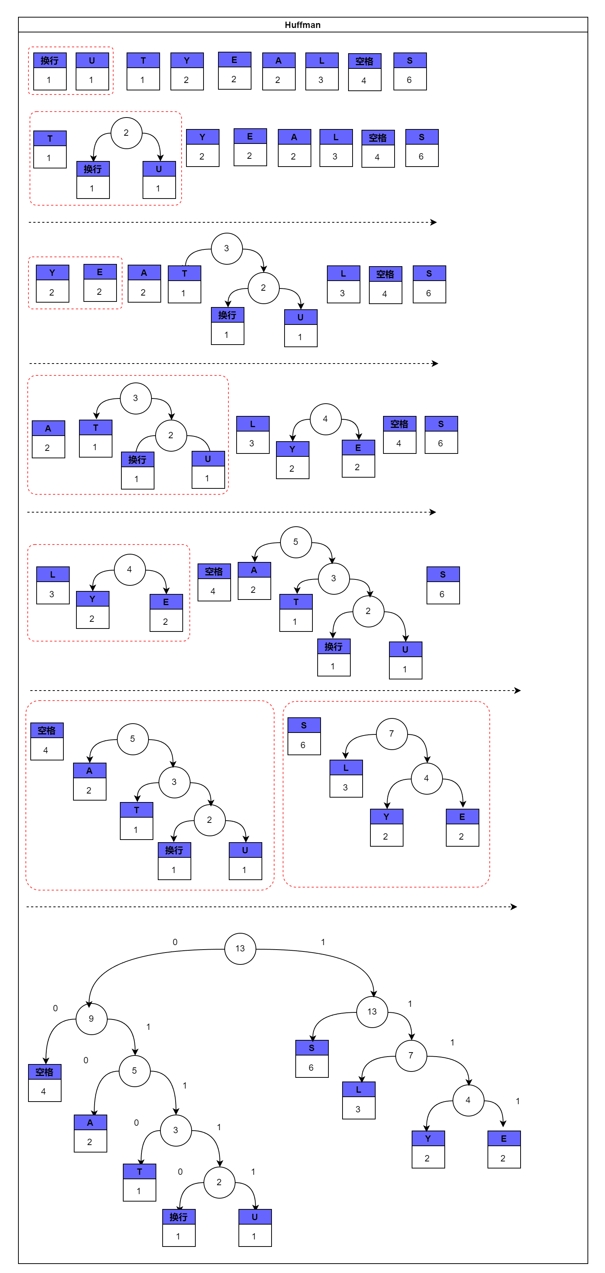 Huffman
换行 U T Y E A L 空格 S
1 1 1 2 2 2 3 4 6
2
T Y E A L 空格 S
1 2 2 2 3 4 6
换行 U
1 1
3
Y E A T L 空格 S
2 2 2 1 2 3 4 6
换行 U
1 1
3
4
A T L 空格 S
2 1 2 3 4 6
Y E
2 2
换行 U
1 1
5
4
L 空格 A 3 S
3 4 2 6
Y E T 2
2 2 1
换行 U
1 1
空格 5 S 7
4 6
A 3 L 4
2 3
T 2 Y E
1 2 2
换行 U
1 1
0 13 1
0 9 1 13 1
空格 0 5 S 7 1
4 1 6
A 0 3 1 L 4 1
2 3
T 0 2 1 Y E
1 2 2
换行 U
1 1